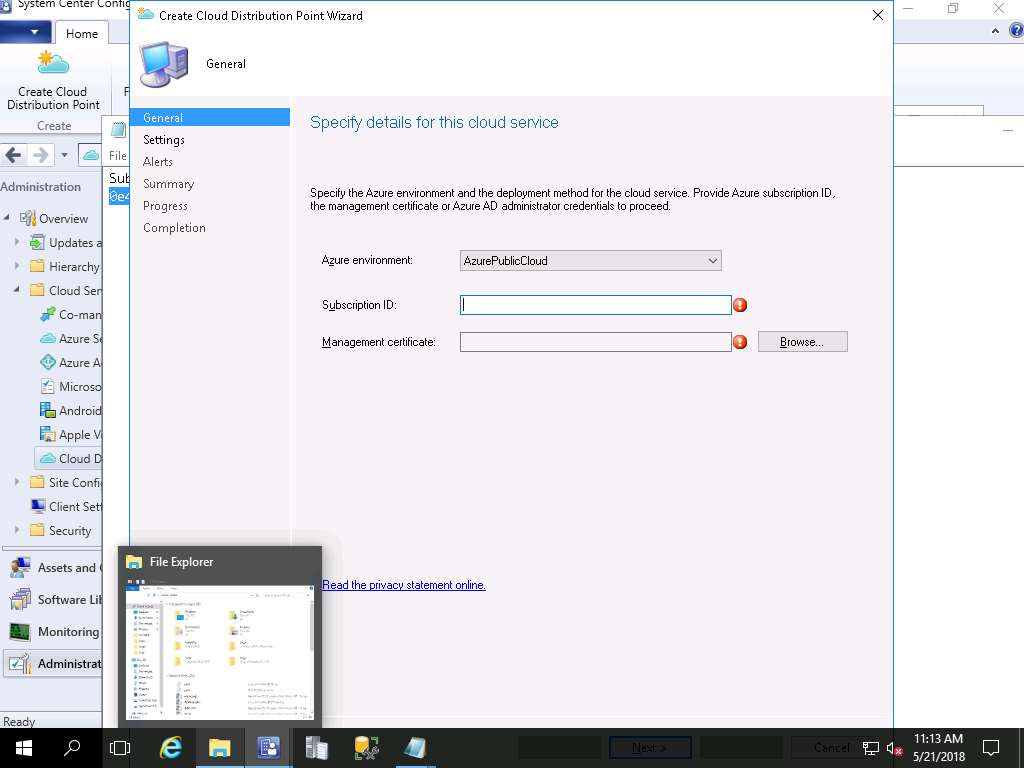 System Center Config
Create Cloud Distribution Point Wizard
Home
General
Create Cloud
Distribution Point
Create
File
Sub
0e4
Administration
Overview
Updates a
Hierarchy
Cloud Ser
Co-man
Azure Se
Azure A
Microso
Android
Apple V
Cloud D
Site Confi
Client Sett
Security
Assets and C
Software Lib
Monitoring
Administrat
Ready
General
Settings
Alerts
Summary
Progress
Completion
Specify details for this cloud service
Specify the Azure environment and the deployment method for the cloud service. Provide Azure subscription ID,
the management certificate or Azure AD administrator credentials to proceed.
Azure environment:
AzurePublicCloud
Subscription ID:
Management certificate:
Browse...
File Explorer
Read the privacy statement online.
Next >
Cancel
11:13 AM
5/21/2018